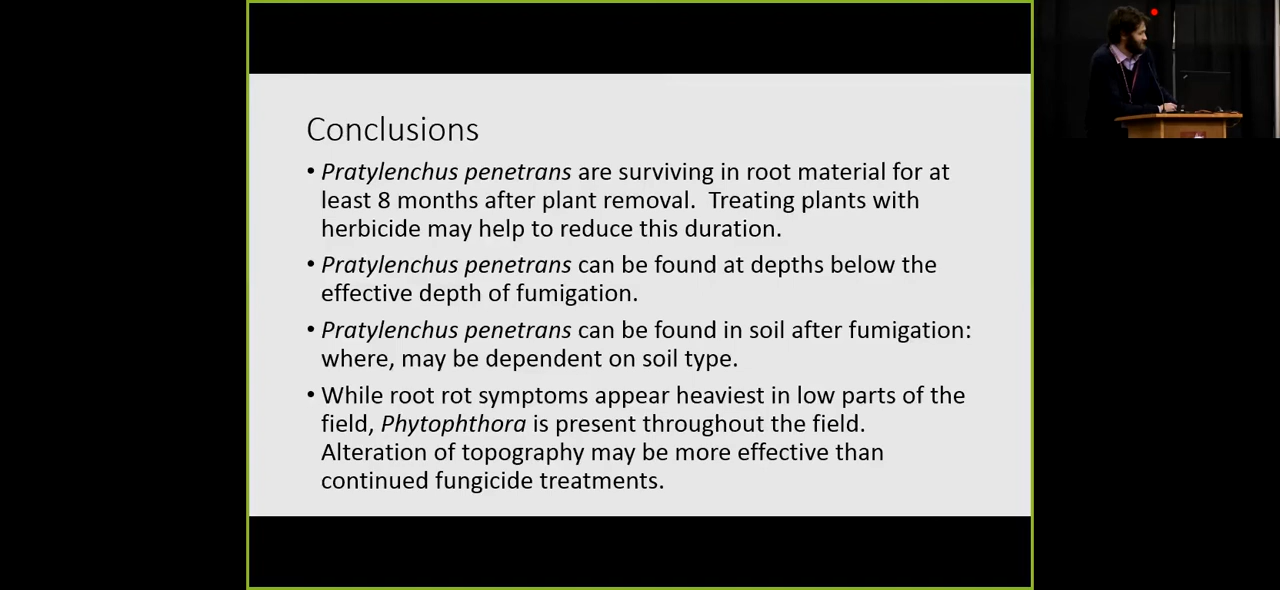 Conclusions
• Pratylenchus penetrans are surviving in root material for at
least 8 months after plant removal.  Treating plants with
herbicide may help to reduce this duration.
• Pratylenchus penetrans can be found at depths below the
effective depth of fumigation.
• Pratylenchus penetrans can be found in soil after fumigation:
where, may be dependent on soil type.
• While root rot symptoms appear heaviest in low parts of the
field, Phytophthora is present throughout the field.
Alteration of topography may be more effective than
continued fungicide treatments.